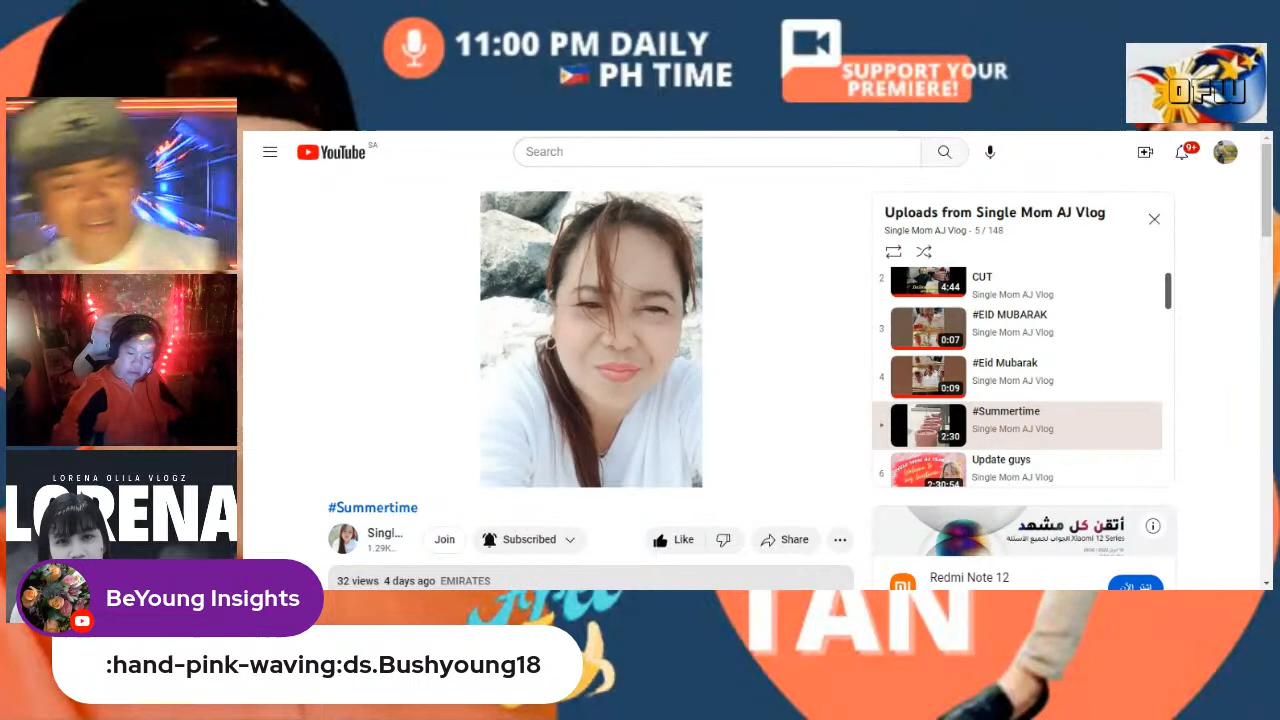 11:00 PM DAILY
PH TIME
SUPPORT YOUR
PREMIERE!
OFW
YouTube SA
Search
9+
Uploads from Single Mom AJ Vlog
Single Mom AJ Vlog - 5 / 148
2
4:44
CUT
Single Mom AJ Vlog
3
0:07
#EID MUBARAK
Single Mom AJ Vlog
4
0:09
#Eid Mubarak
Single Mom AJ Vlog
2:30
#Summertime
Single Mom AJ Vlog
6
2:30:54
Update guys
Single Mom AJ Vlog
#Summertime
Singl...
1.29K...
Join
Subscribed
Like
Share
32 views 4 days ago EMIRATES
أتقن كل مشهد
Xiaomi 12 Series
Redmi Note 12
LORENA OLILA VLOGZ
LORENA
BeYoung Insights
:hand-pink-waving:ds.Bushyoung18
TAN